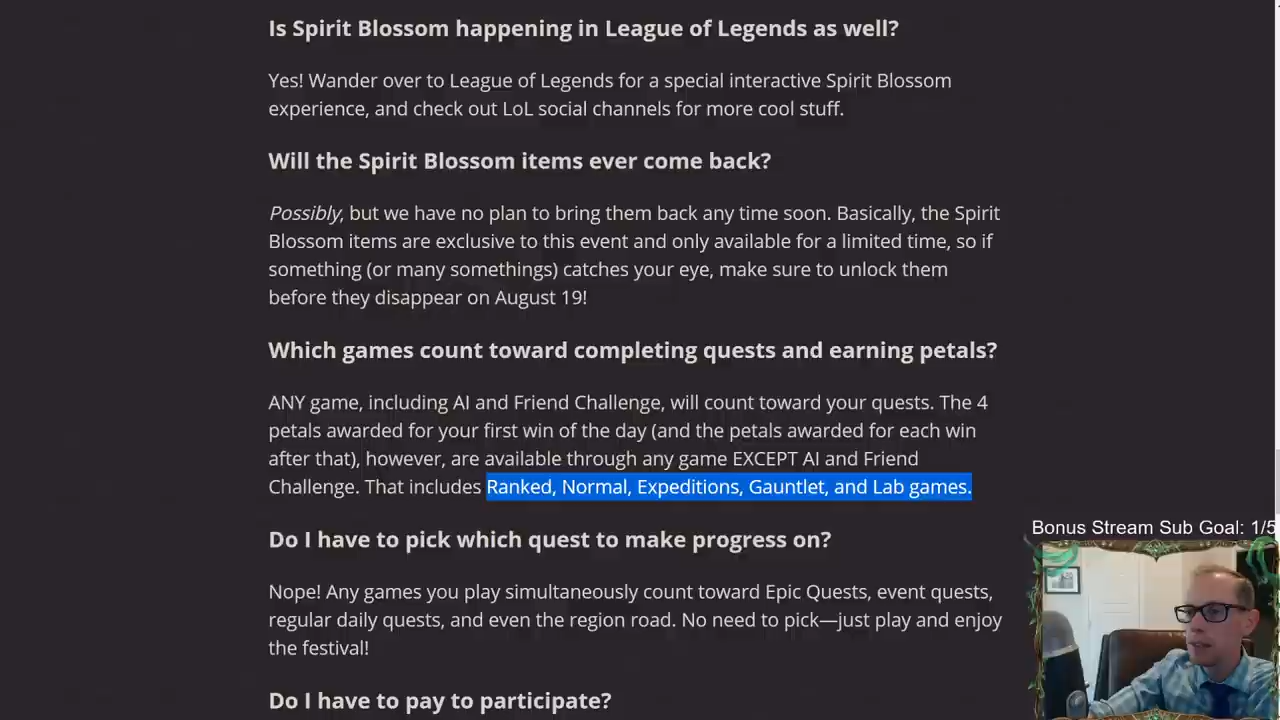 Is Spirit Blossom happening in League of Legends as well?
Yes! Wander over to League of Legends for a special interactive Spirit Blossom
experience, and check out LoL social channels for more cool stuff.
Will the Spirit Blossom items ever come back?
Possibly, but we have no plan to bring them back any time soon. Basically, the Spirit
Blossom items are exclusive to this event and only available for a limited time, so if
something (or many somethings) catches your eye, make sure to unlock them
before they disappear on August 19!
Which games count toward completing quests and earning petals?
ANY game, including AI and Friend Challenge, will count toward your quests. The 4
petals awarded for your first win of the day (and the petals awarded for each win
after that), however, are available through any game EXCEPT AI and Friend
Challenge. That includes Ranked, Normal, Expeditions, Gauntlet, and Lab games.
Bonus Stream Sub Goal: 1/5
Do I have to pick which quest to make progress on?
Nope! Any games you play simultaneously count toward Epic Quests, event quests,
regular daily quests, and even the region road. No need to pick—just play and enjoy
the festival!
Do I have to pay to participate?